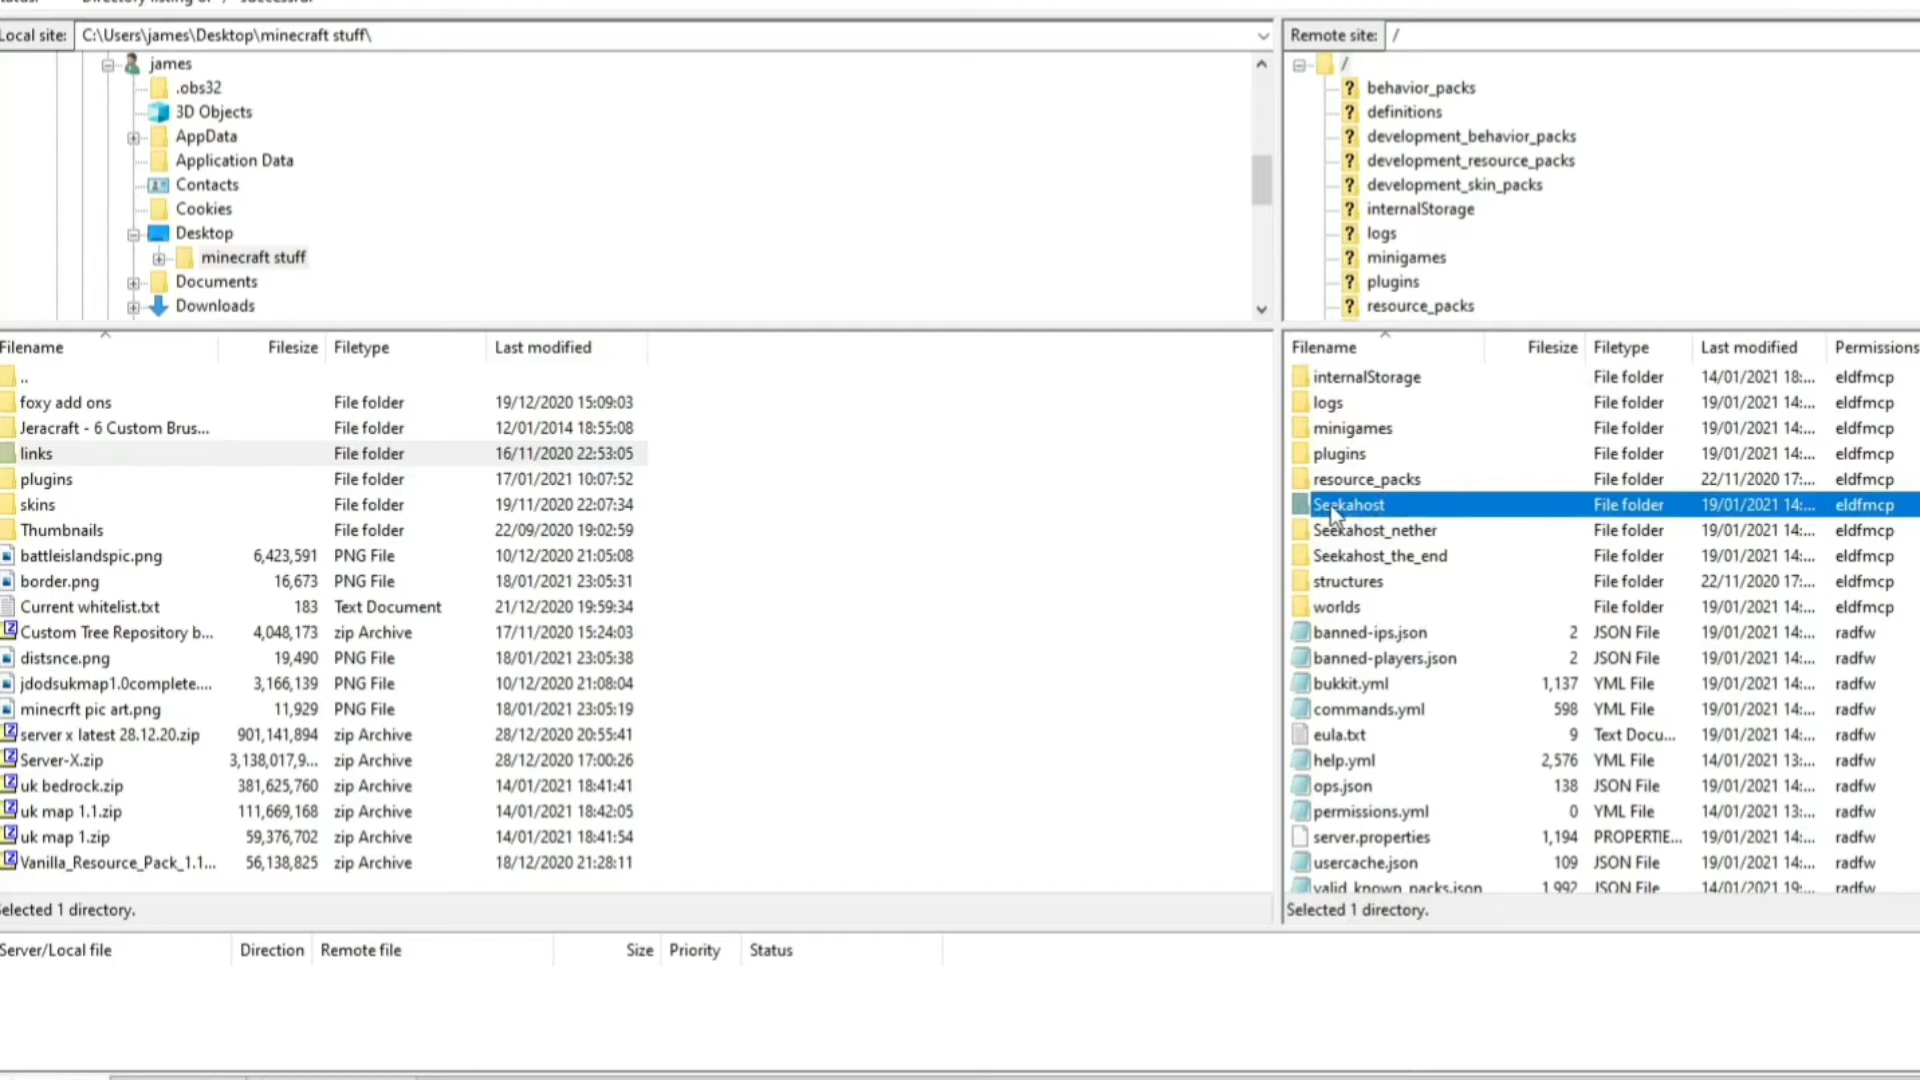 Directory listing of "/" successful
Local site: C:\Users\james\Desktop\minecraft stuff\
james
.obs32
3D Objects
AppData
Application Data
Contacts
Cookies
Desktop
minecraft stuff
Documents
Downloads
Remote site: /
/
behavior_packs
definitions
development_behavior_packs
development_resource_packs
development_skin_packs
internalStorage
logs
minigames
plugins
resource_packs
Filename Filesize Filetype Last modified
..
foxy add ons File folder 19/12/2020 15:09:03
Jeracraft - 6 Custom Brus... File folder 12/01/2014 18:55:08
links File folder 16/11/2020 22:53:05
plugins File folder 17/01/2021 10:07:52
skins File folder 19/11/2020 22:07:34
Thumbnails File folder 22/09/2020 19:02:59
battleislandspic.png 6,423,591 PNG File 10/12/2020 21:05:08
border.png 16,673 PNG File 18/01/2021 23:05:31
Current whitelist.txt 183 Text Document 21/12/2020 19:59:34
Custom Tree Repository b... 4,048,173 zip Archive 17/11/2020 15:24:03
distsnce.png 19,490 PNG File 18/01/2021 23:05:38
jdodsukmap1.0complete.... 3,166,139 PNG File 10/12/2020 21:08:04
minecrft pic art.png 11,929 PNG File 18/01/2021 23:05:19
server x latest 28.12.20.zip 901,141,894 zip Archive 28/12/2020 20:55:41
Server-X.zip 3,138,017,9... zip Archive 28/12/2020 17:00:26
uk bedrock.zip 381,625,760 zip Archive 14/01/2021 18:41:41
uk map 1.1.zip 111,669,168 zip Archive 14/01/2021 18:42:05
uk map 1.zip 59,376,702 zip Archive 14/01/2021 18:41:54
Vanilla_Resource_Pack_1.1... 56,138,825 zip Archive 18/12/2020 21:28:11
elected 1 directory.
Filename Filesize Filetype Last modified Permissions
internalStorage File folder 14/01/2021 18:... eldfmcp
logs File folder 19/01/2021 14:... eldfmcp
minigames File folder 19/01/2021 14:... eldfmcp
plugins File folder 19/01/2021 14:... eldfmcp
resource_packs File folder 22/11/2020 17:... eldfmcp
Seekahost File folder 19/01/2021 14:... eldfmcp
Seekahost_nether File folder 19/01/2021 14:... eldfmcp
Seekahost_the_end File folder 19/01/2021 14:... eldfmcp
structures File folder 22/11/2020 17:... eldfmcp
worlds File folder 19/01/2021 14:... eldfmcp
banned-ips.json 2 JSON File 19/01/2021 14:... radfw
banned-players.json 2 JSON File 19/01/2021 14:... radfw
bukkit.yml 1,137 YML File 19/01/2021 14:... radfw
commands.yml 598 YML File 19/01/2021 14:... radfw
eula.txt 9 Text Docu... 19/01/2021 14:... radfw
help.yml 2,576 YML File 14/01/2021 13:... radfw
ops.json 138 JSON File 19/01/2021 14:... radfw
permissions.yml 0 YML File 14/01/2021 13:... radfw
server.properties 1,194 PROPERTIE... 19/01/2021 14:... radfw
usercache.json 109 JSON File 19/01/2021 14:... radfw
valid_known_packs.json 1,992 JSON File 14/01/2021 19:... radfw
Selected 1 directory.
Server/Local file Direction Remote file Size Priority Status